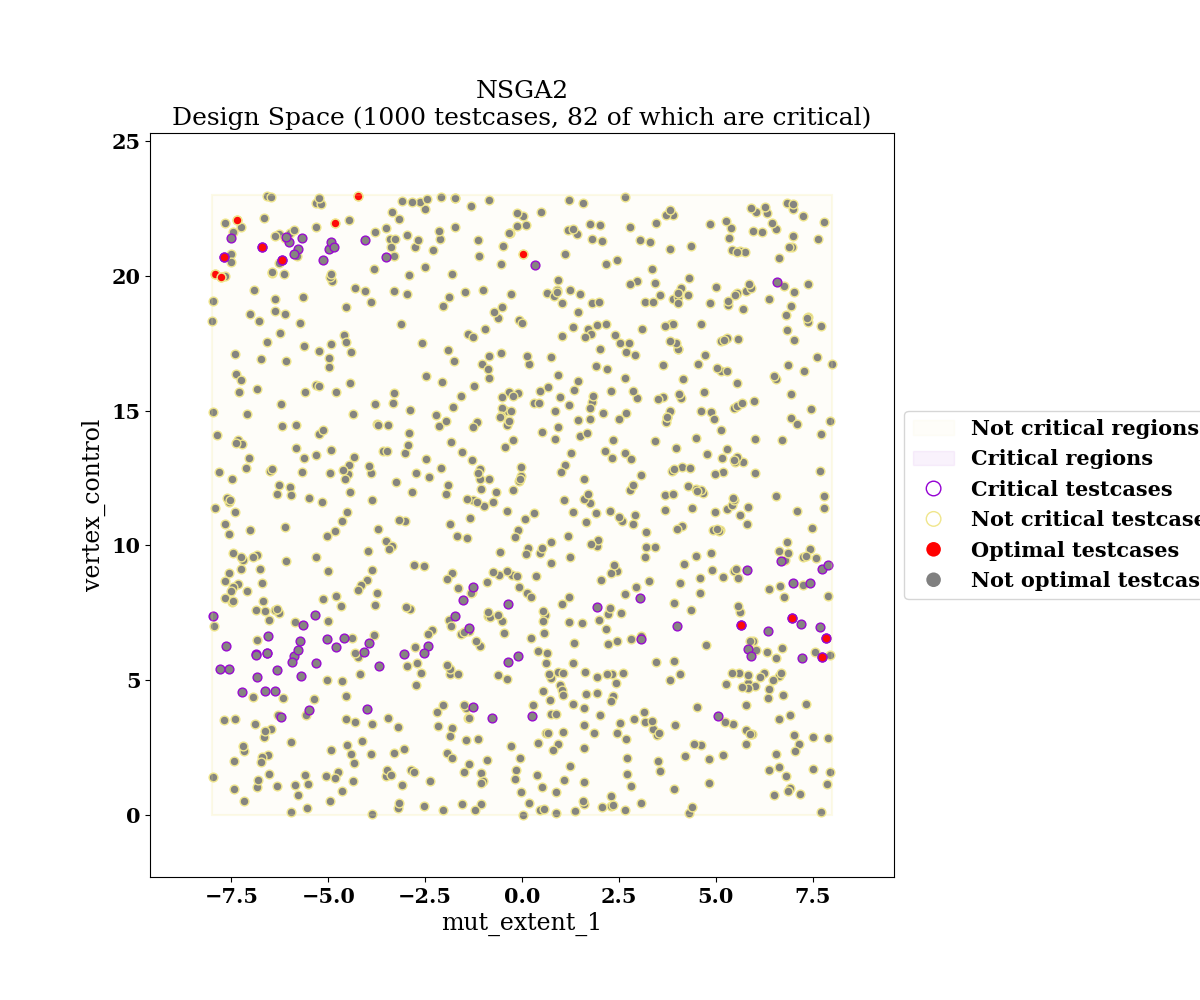 NSGA2
Design Space (1000 testcases, 82 of which are critical)
25
20
15
10
5
0
vertex_control
−7.5
−5.0
−2.5
0.0
2.5
5.0
7.5
mut_extent_1
Not critical regions
Critical regions
Critical testcases
Not critical testcase
Optimal testcases
Not optimal testcas